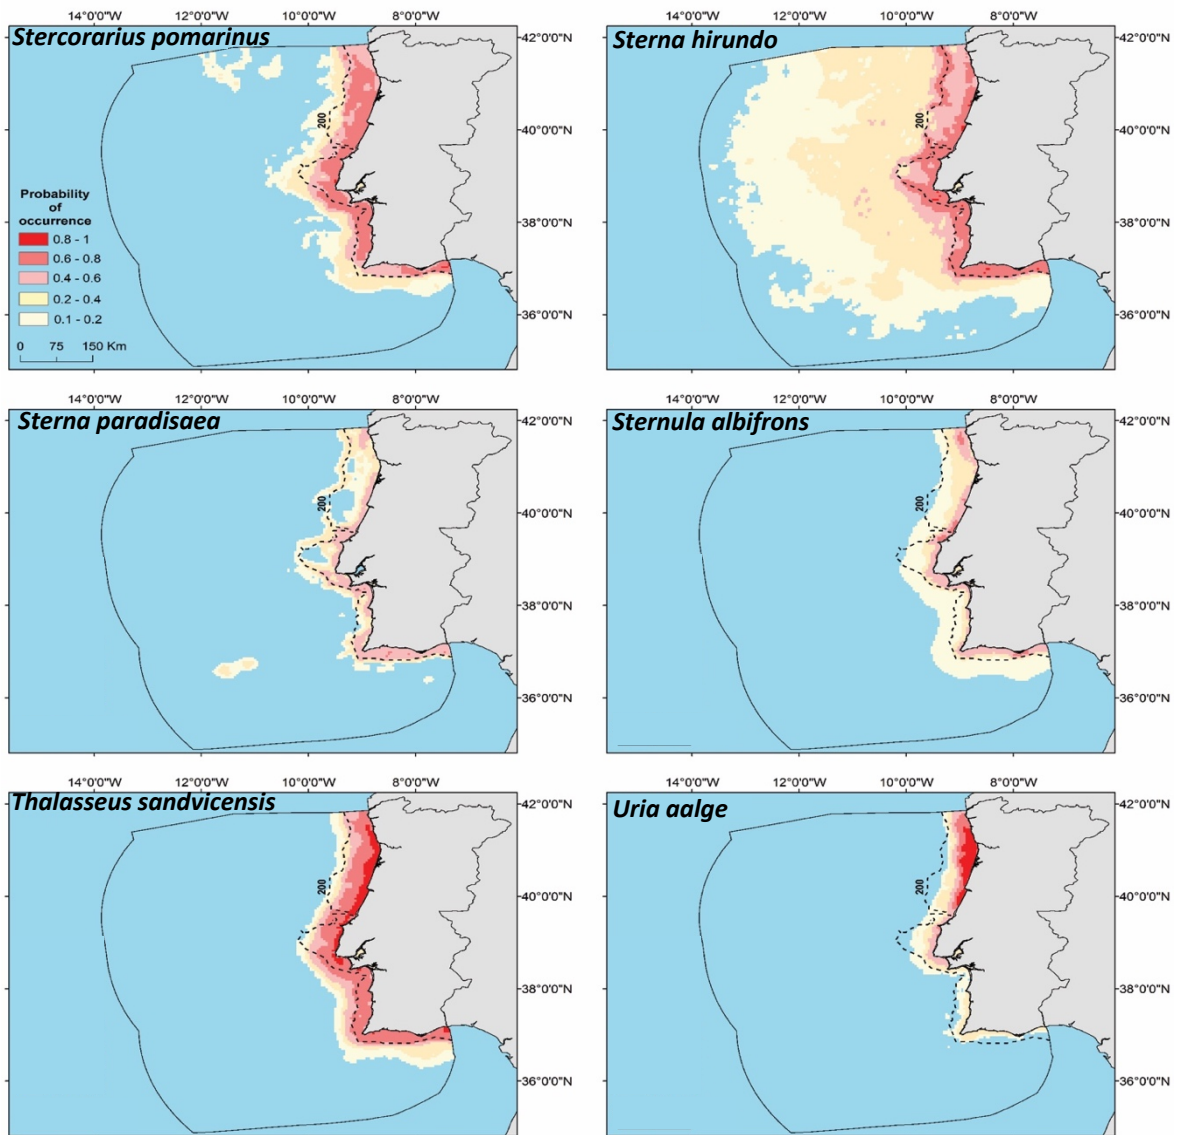 14°0'0"W 12°0'0"W 10°0'0"W 8°0'0"W
Stercorarius pomarinus
42°0'0"N
40°0'0"N
38°0'0"N
36°0'0"N
200
Probability
of
occurrence
0.8 - 1
0.6 - 0.8
0.4 - 0.6
0.2 - 0.4
0.1 - 0.2
0 75 150 Km
14°0'0"W 12°0'0"W 10°0'0"W 8°0'0"W
Sterna hirundo
42°0'0"N
40°0'0"N
38°0'0"N
36°0'0"N
200
14°0'0"W 12°0'0"W 10°0'0"W 8°0'0"W
Sterna paradisaea
42°0'0"N
40°0'0"N
38°0'0"N
36°0'0"N
200
14°0'0"W 12°0'0"W 10°0'0"W 8°0'0"W
Sternula albifrons
42°0'0"N
40°0'0"N
38°0'0"N
36°0'0"N
200
14°0'0"W 12°0'0"W 10°0'0"W 8°0'0"W
Thalasseus sandvicensis
42°0'0"N
40°0'0"N
38°0'0"N
36°0'0"N
200
14°0'0"W 12°0'0"W 10°0'0"W 8°0'0"W
Uria aalge
42°0'0"N
40°0'0"N
38°0'0"N
36°0'0"N
200